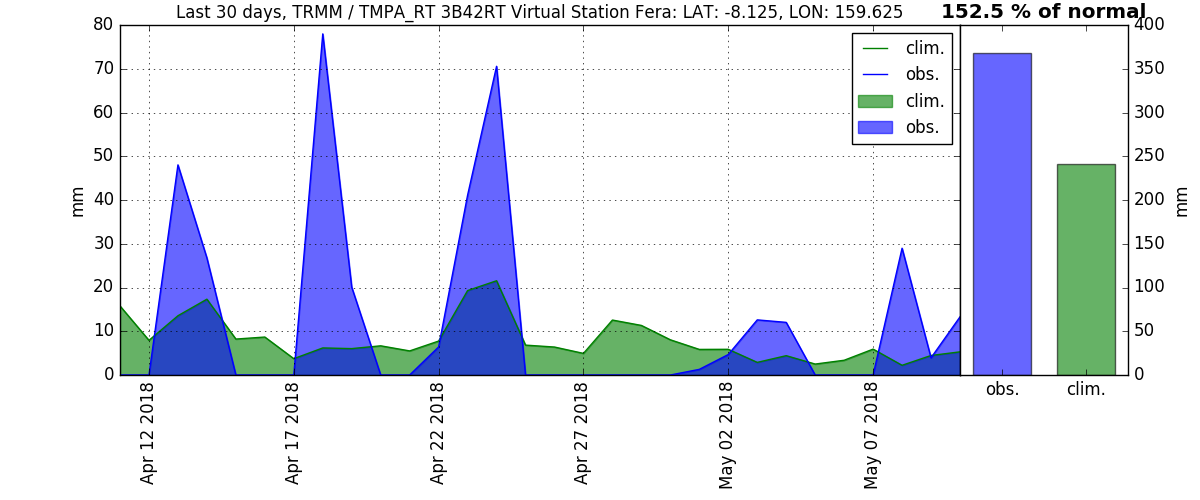 Last 30 days, TRMM / TMPA_RT 3B42RT Virtual Station Fera: LAT: -8.125, LON: 159.625
152.5 % of normal
80
70
60
50
40
30
20
10
0
mm
clim.
obs.
clim.
obs.
Apr 12 2018
Apr 17 2018
Apr 22 2018
Apr 27 2018
May 02 2018
May 07 2018
400
350
300
250
200
150
100
50
0
mm
obs.
clim.